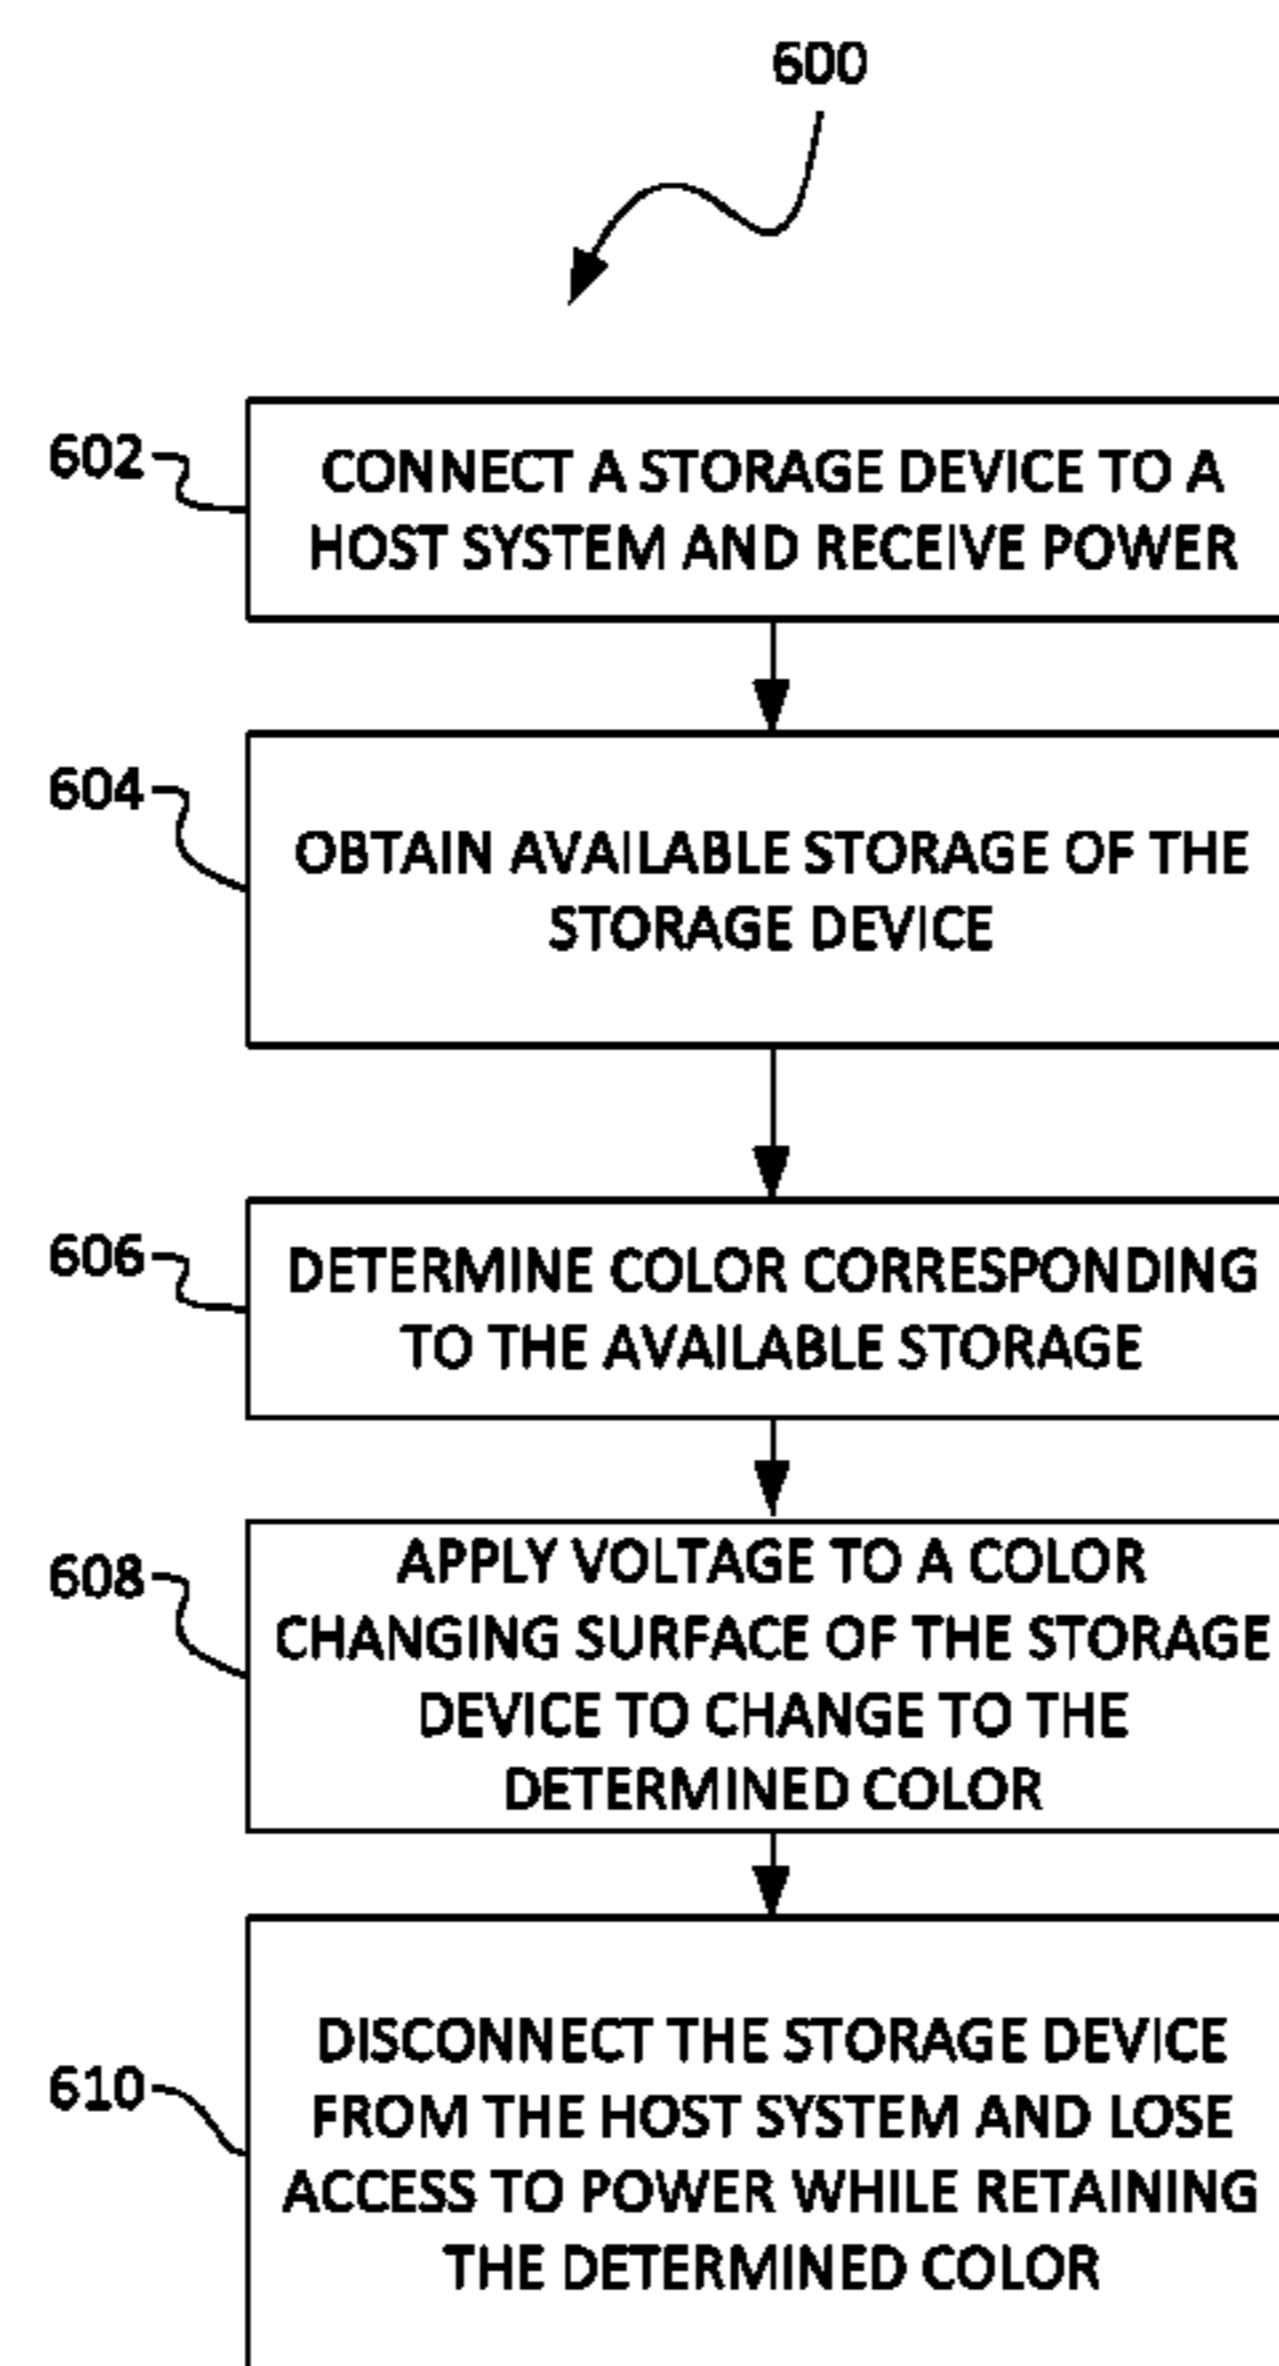 600
602
CONNECT A STORAGE DEVICE TO A
HOST SYSTEM AND RECEIVE POWER
604
OBTAIN AVAILABLE STORAGE OF THE
STORAGE DEVICE
606
DETERMINE COLOR CORRESPONDING
TO THE AVAILABLE STORAGE
608
APPLY VOLTAGE TO A COLOR
CHANGING SURFACE OF THE STORAGE
DEVICE TO CHANGE TO THE
DETERMINED COLOR
610
DISCONNECT THE STORAGE DEVICE
FROM THE HOST SYSTEM AND LOSE
ACCESS TO POWER WHILE RETAINING
THE DETERMINED COLOR